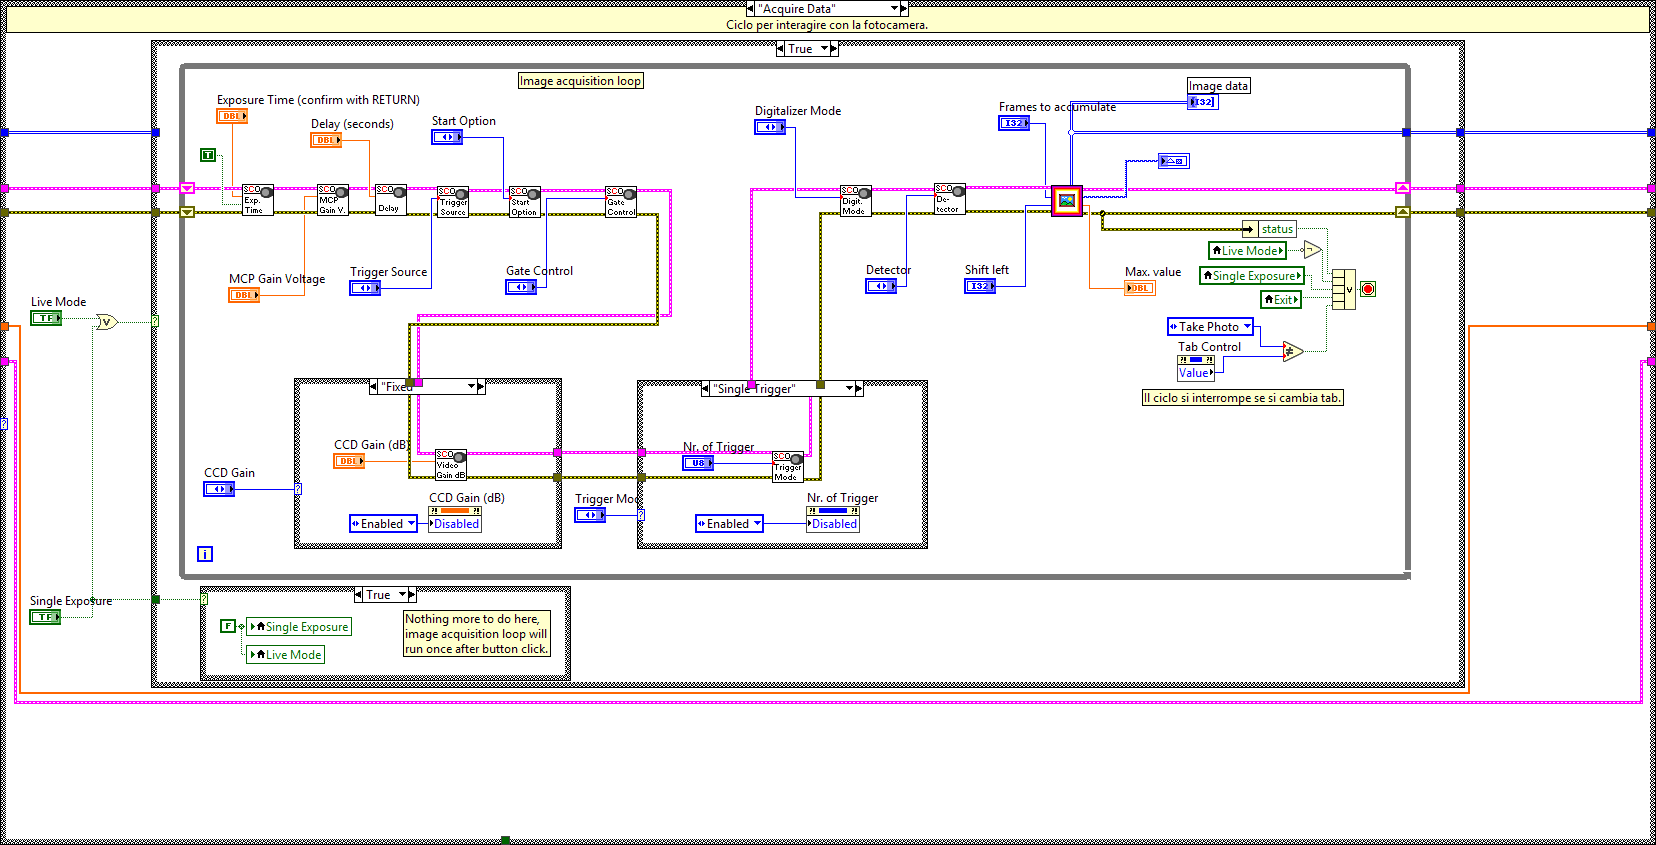 "Acquire Data"
Ciclo per interagire con la fotocamera.
True
Image acquisition loop
Image data
I32]
Exposure Time (confirm with RETURN)
DBL
Delay (seconds)
DBL
Start Option
Digitalizer Mode
Frames to accumulate
I32
T
SCO
Exp.
Time
SCO
MCP
Gain V.
SCO
Delay
SCO
Trigger
Source
SCO
Start
Option
SCO
Gate
Control
SCO
Digit.
Mode
SCO
De-
tector
status
Live Mode
Single Exposure
Exit
V
MCP Gain Voltage
DBL
Trigger Source
Gate Control
Detector
Shift left
I32
Max. value
DBL
Live Mode
TF
V
?
Take Photo
Tab Control
Value
≠
Il ciclo si interrompe se si cambia tab.
"Fixed
"Single Trigger"
CCD Gain (dB)
DBL
SCO
Video
Gain dB
Nr. of Trigger
U8
SCO
Trigger
Mode
CCD Gain
?
CCD Gain (dB)
Enabled
Disabled
Trigger Mod
?
Nr. of Trigger
Enabled
Disabled
i
True
Single Exposure
TF
?
F
Single Exposure
Live Mode
Nothing more to do here,
image acquisition loop will
run once after button click.